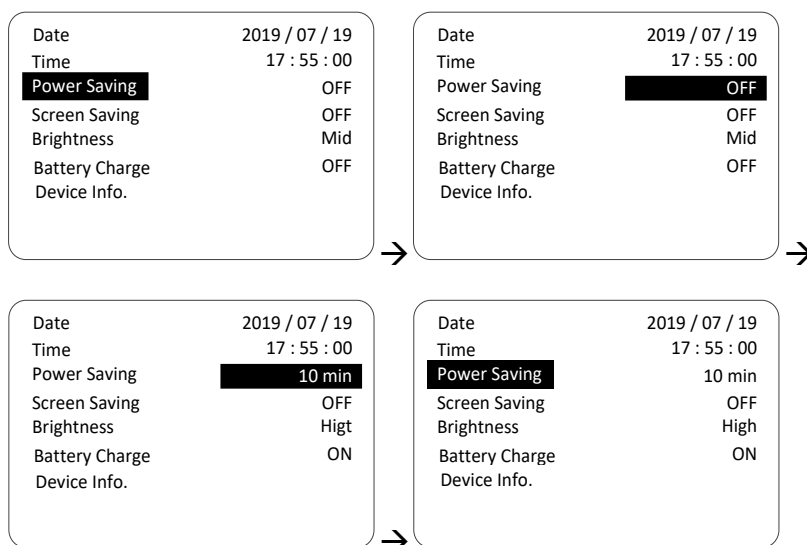 Date 2019 / 07 / 19
Time 17 : 55 : 00
Power Saving OFF
Screen Saving OFF
Brightness Mid
Battery Charge OFF
Device Info.
→
Date 2019 / 07 / 19
Time 17 : 55 : 00
Power Saving OFF
Screen Saving OFF
Brightness Mid
Battery Charge OFF
Device Info.
→
Date 2019 / 07 / 19
Time 17 : 55 : 00
Power Saving 10 min
Screen Saving OFF
Brightness Higt
Battery Charge ON
Device Info.
→
Date 2019 / 07 / 19
Time 17 : 55 : 00
Power Saving 10 min
Screen Saving OFF
Brightness High
Battery Charge ON
Device Info.